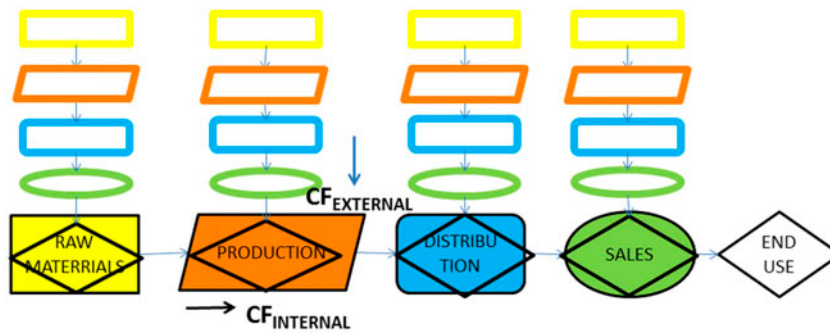 CF EXTERNAL
RAW
MATERRIALS
PRODUCTION
DISTRIBU
TION
SALES
END
USE
CF INTERNAL